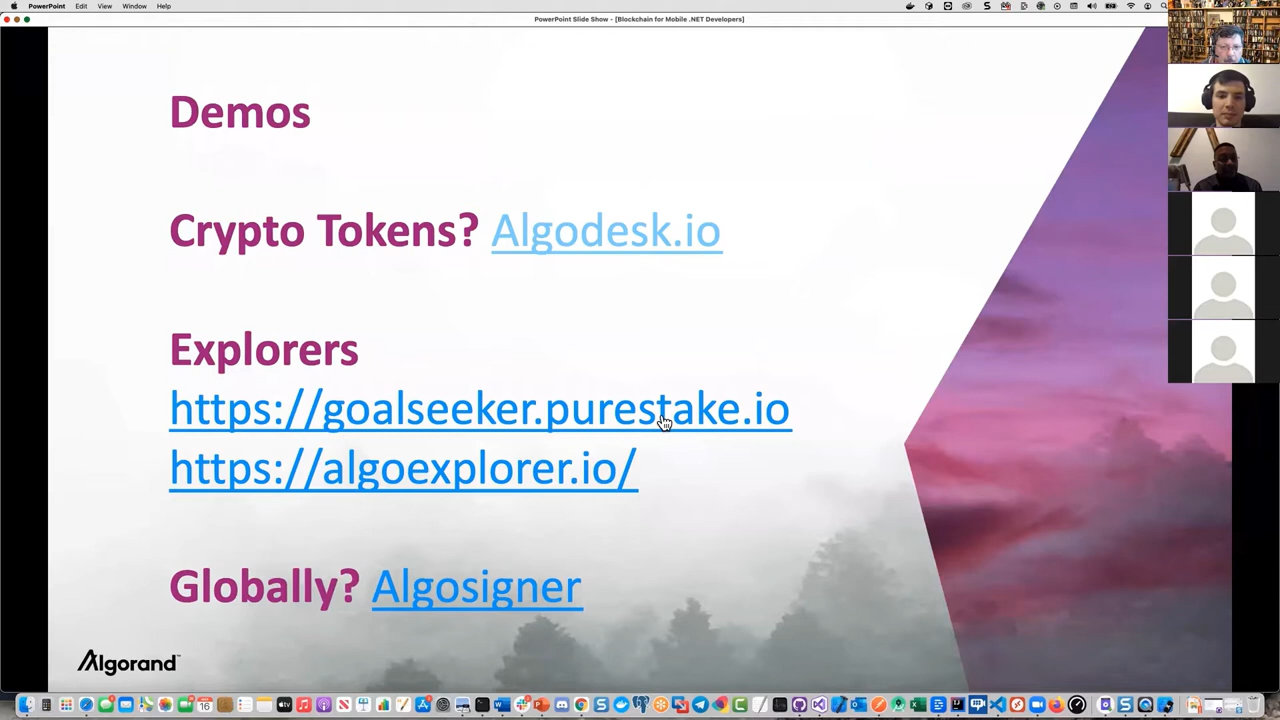 PowerPoint Edit View Window Help
PowerPoint Slide Show - [Blockchain for Mobile .NET Developers]
Demos
Crypto Tokens? Algodesk.io
Explorers
https://goalseeker.purestake.io
https://algoexplorer.io/
Globally? Algosigner
Algorand